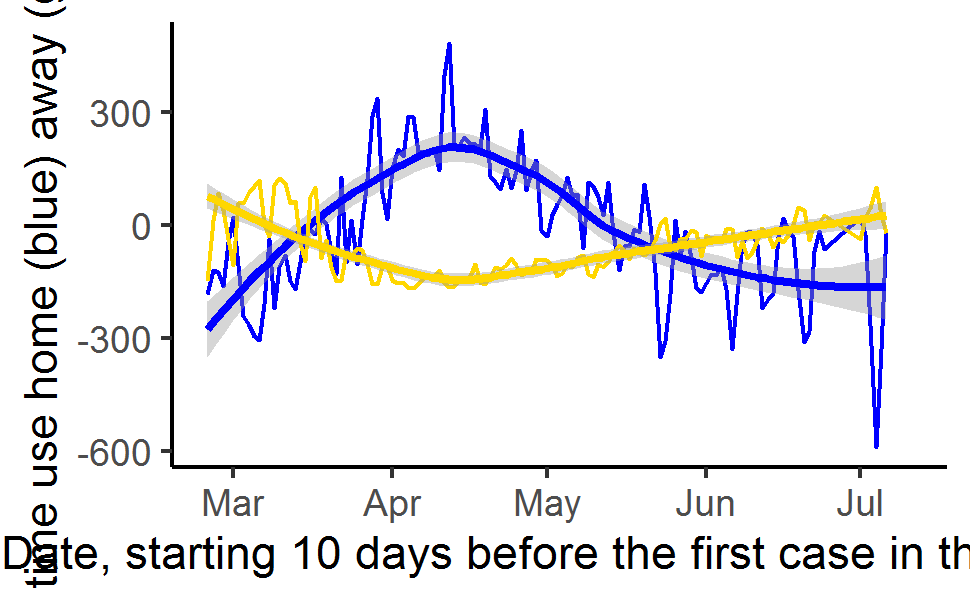 time use home (blue) away (
300
0
-300
-600
Mar Apr May Jun Jul
Date, starting 10 days before the first case in th